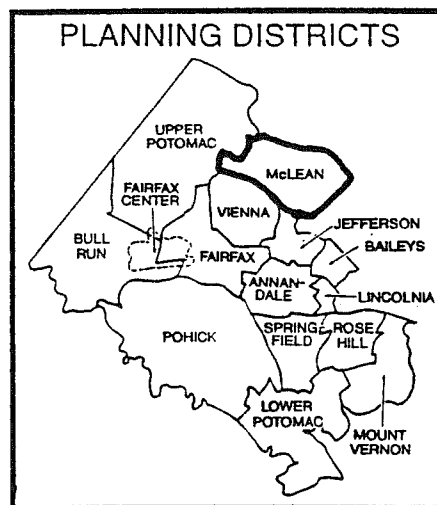 PLANNING DISTRICTS
UPPER
POTOMAC
McLEAN
FAIRFAX
CENTER
VIENNA
JEFFERSON
BAILEYS
BULL
RUN
FAIRFAX
ANNAN-
DALE
LINCOLNIA
POHICK
SPRING
FIELD
ROSE
HILL
LOWER
POTOMAC
MOUNT
VERNON